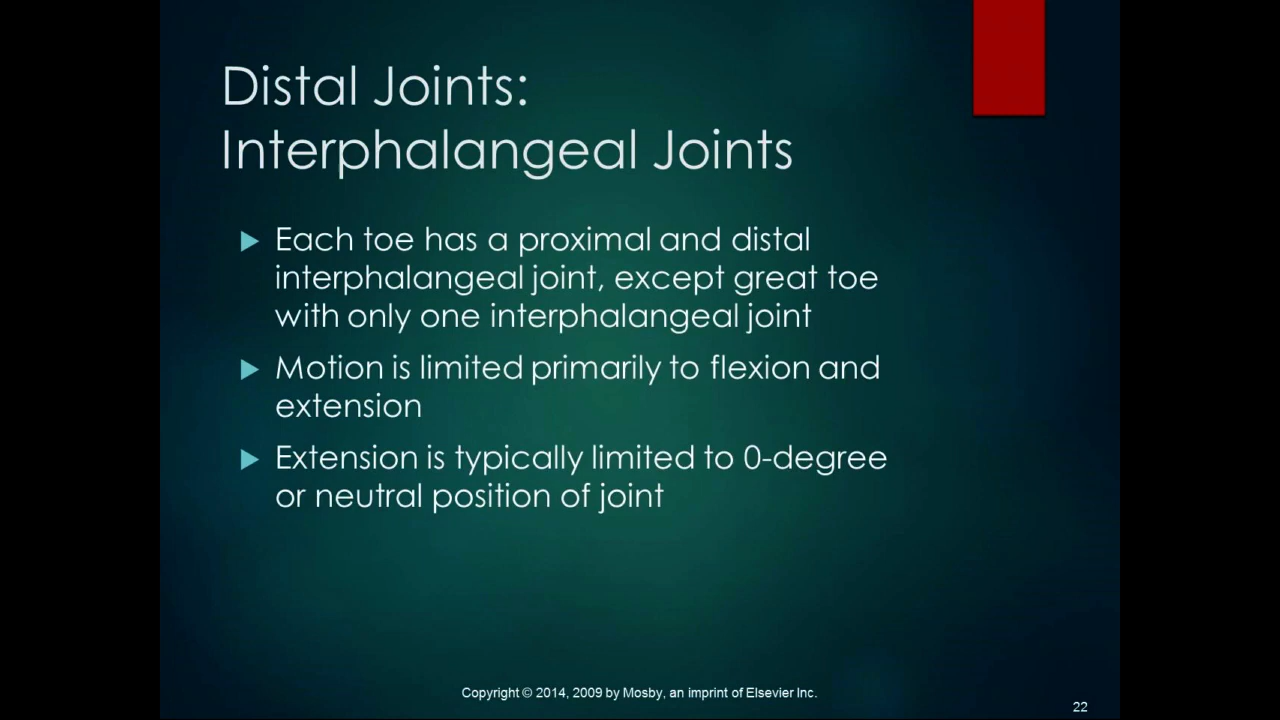 Distal Joints:
Interphalangeal Joints
Each toe has a proximal and distal
interphalangeal joint, except great toe
with only one interphalangeal joint
Motion is limited primarily to flexion and
extension
Extension is typically limited to 0-degree
or neutral position of joint
Copyright © 2014, 2009 by Mosby, an imprint of Elsevier Inc.
22